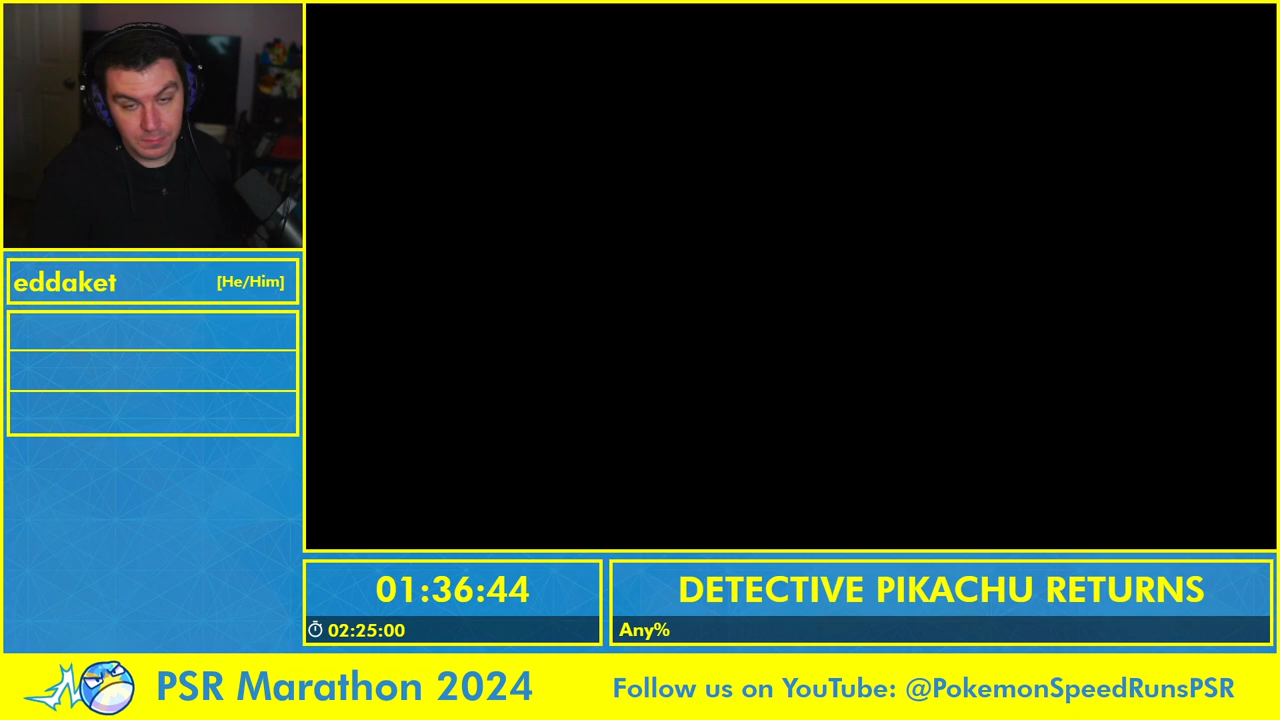 eddaket [He/Him]
01:36:44
02:25:00
DETECTIVE PIKACHU RETURNS
Any%
PSR Marathon 2024
Follow us on YouTube: @PokemonSpeedRunsPSR